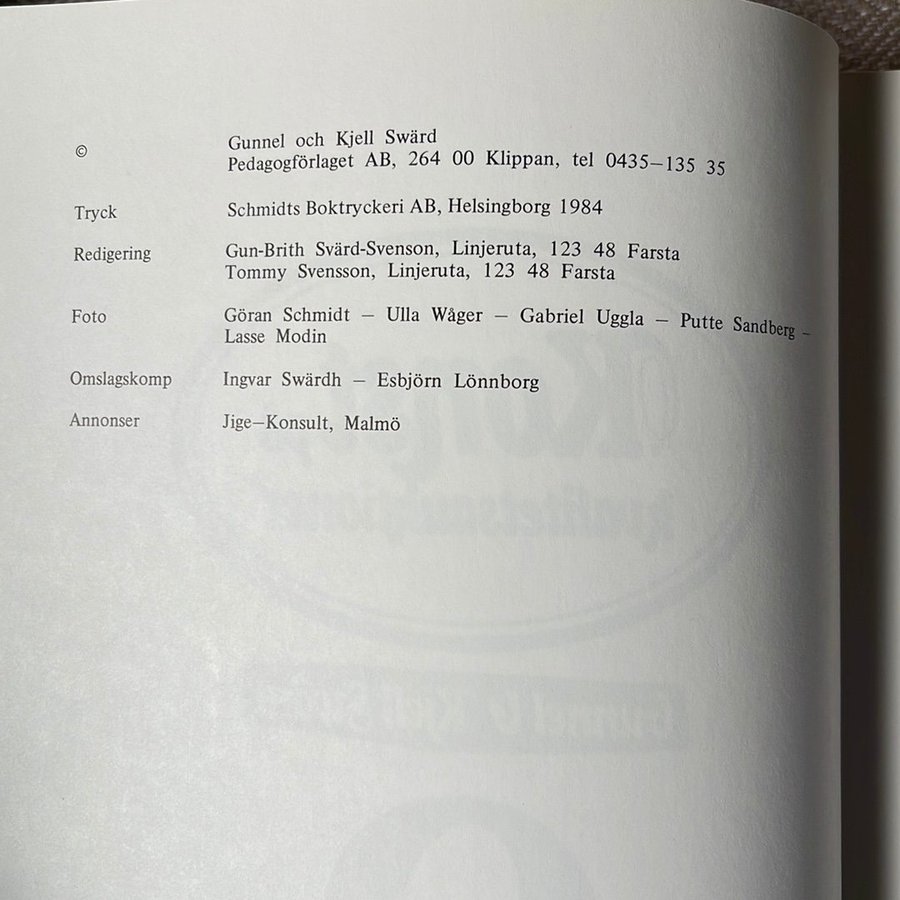 © Gunnel och Kjell Swärd
Pedagogförlaget AB, 264 00 Klippan, tel 0435—135 35
Tryck Schmidts Boktryckeri AB, Helsingborg 1984
Redigering Gun-Brith Svärd-Svenson, Linjeruta, 123 48 Farsta
Tommy Svensson, Linjeruta, 123 48 Farsta
Foto Göran Schmidt — Ulla Wåger — Gabriel Uggla — Putte Sandberg —
Lasse Modin
Omslagskomp Ingvar Swärdh — Esbjörn Lönnborg
Annonser Jige—Konsult, Malmö